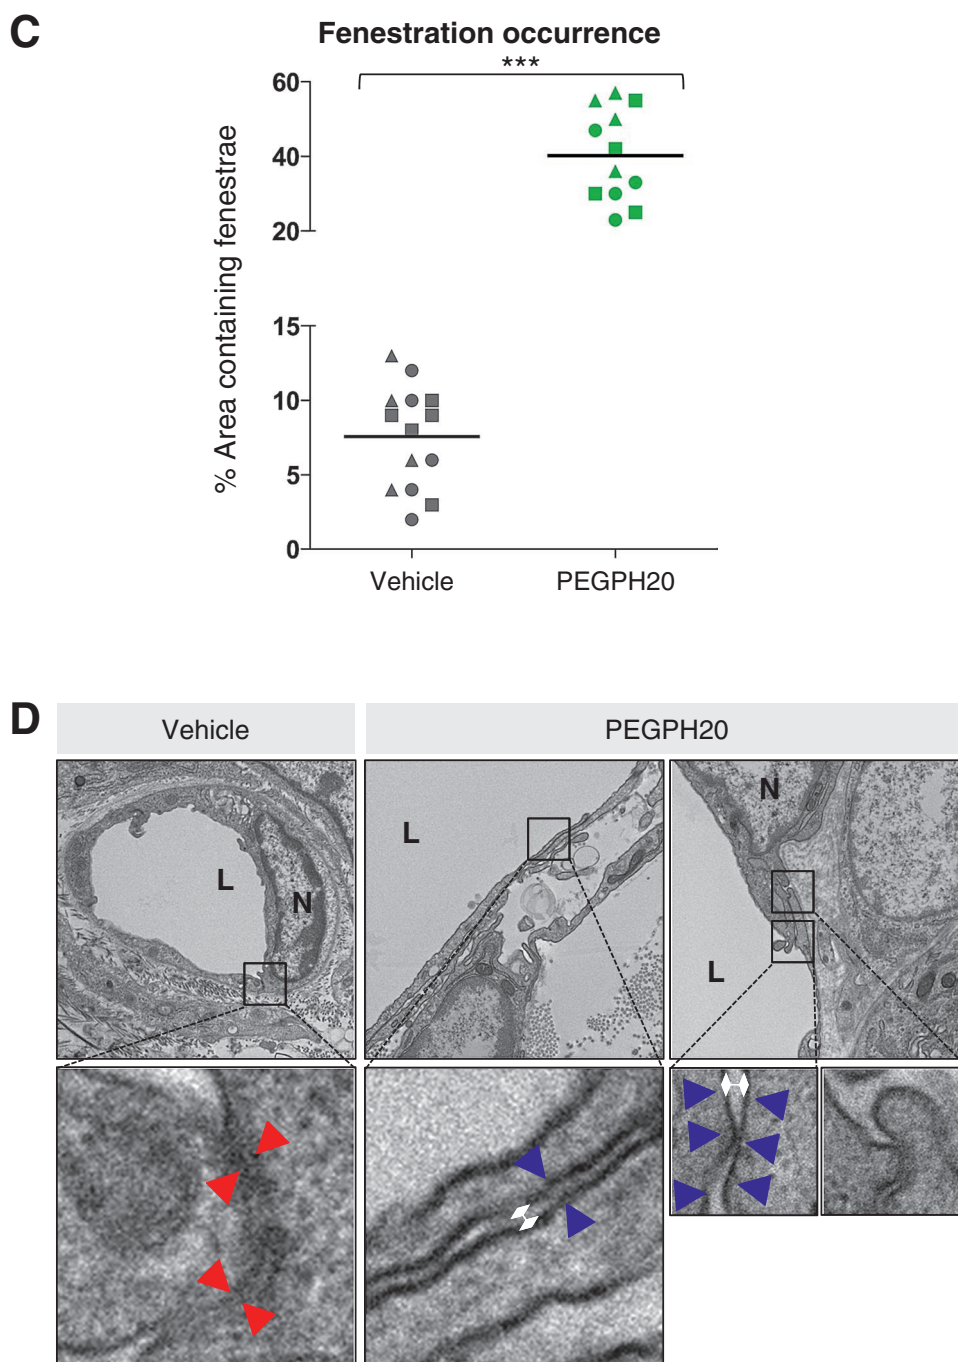 C
Fenestration occurrence
***
60
40
20
% Area containing fenestrae
15
10
5
0
Vehicle PEGPH20
D
Vehicle PEGPH20
L N
L
N L